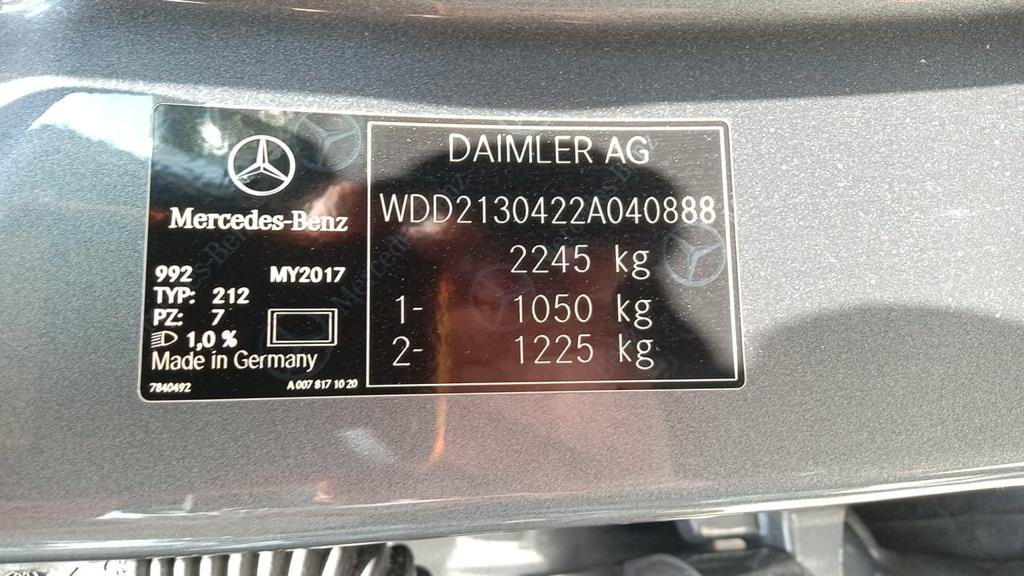 Mercedes-Benz
992 MY2017
TYP: 212
PZ: 7
1,0 %
Made in Germany
7840492 A 007 817 10 20
DAIMLER AG
WDD2130422A040888
2245 kg
1- 1050 kg
2- 1225 kg